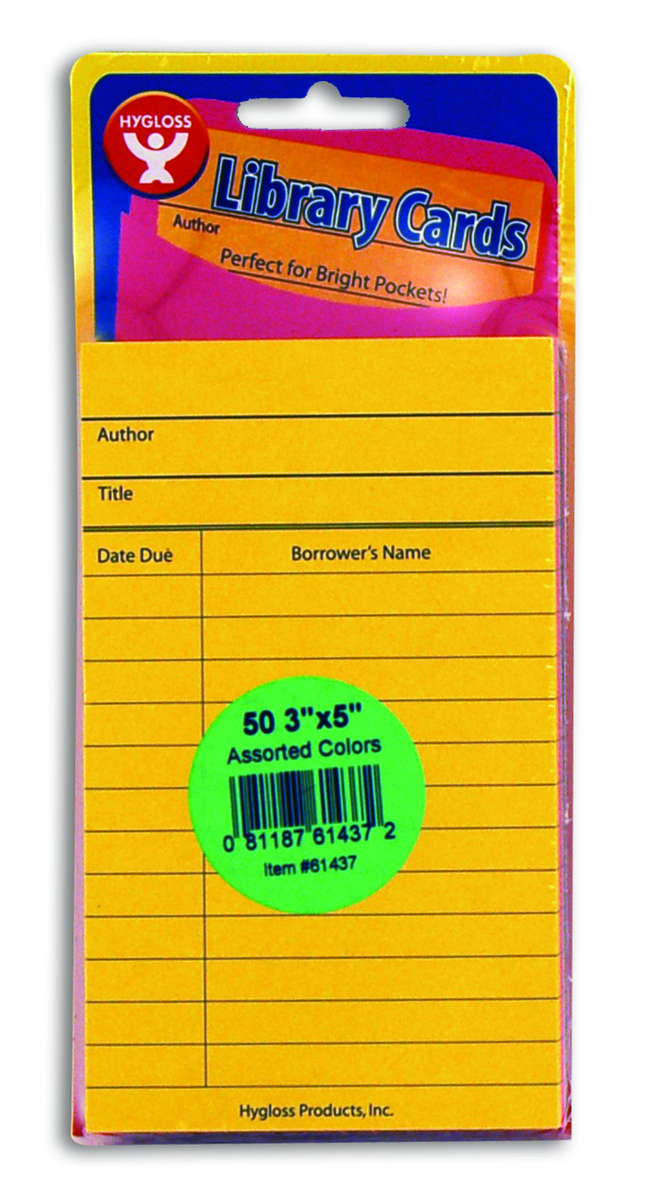 HYGLOSS
Library Cards
Author
Perfect for Bright Pockets!
Author
Title
Date Due
Borrower's Name
50 3"x5"
Assorted Colors
0 81187 61437 2
Item #61437
Hygloss Products, Inc.